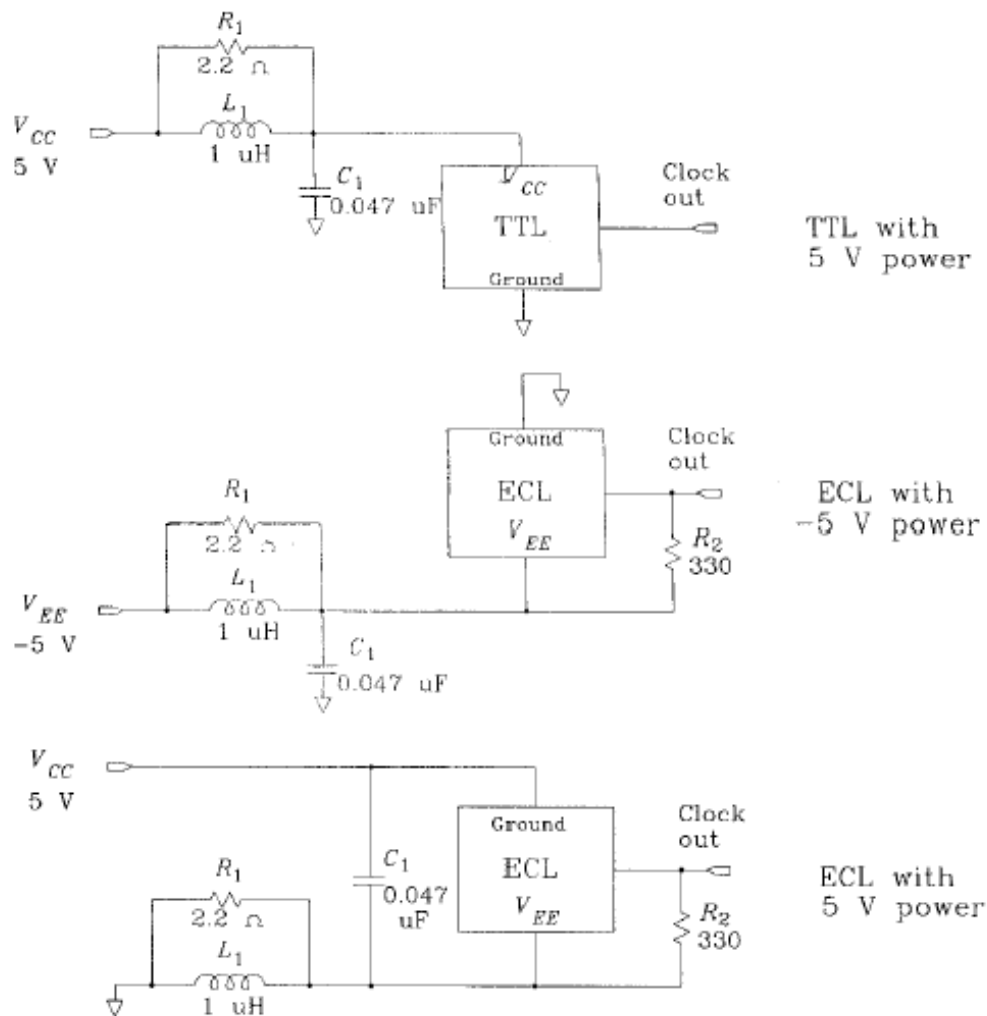 R1
2.2 Ω
L1
VCC
5 V
1 uH
C1
0.047 uF
VCC
TTL
Ground
Clock
out
TTL with
5 V power
Ground
ECL
VEE
Clock
out
R2
330
ECL with
-5 V power
R1
2.2 Ω
L1
VEE
-5 V
1 uH
C1
0.047 uF
VCC
5 V
C1
0.047
uF
Ground
ECL
VEE
Clock
out
R2
330
ECL with
5 V power
R1
2.2 Ω
L1
1 uH